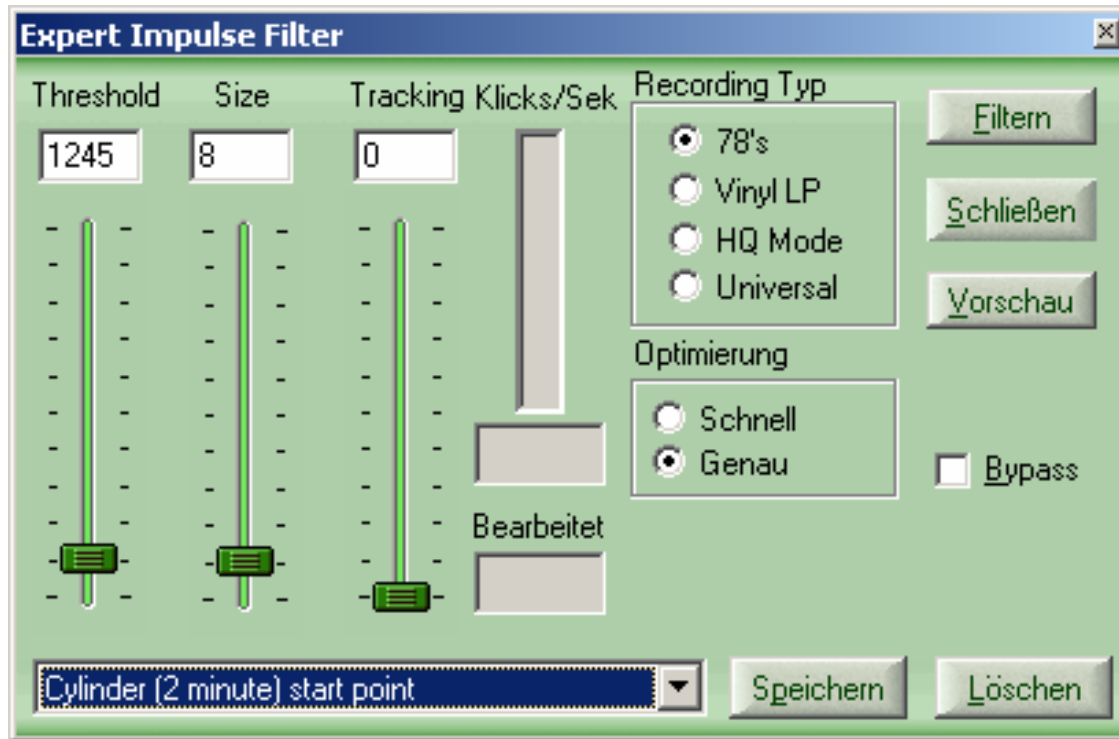 Expert Impulse Filter
Threshold
Size
Tracking
Klicks/Sek
1245
8
0
Bearbeitet
Recording Typ
78's
Vinyl LP
HQ Mode
Universal
Optimierung
Schnell
Genau
Filtern
Schließen
Vorschau
Bypass
Cylinder (2 minute) start point
Speichern
Löschen